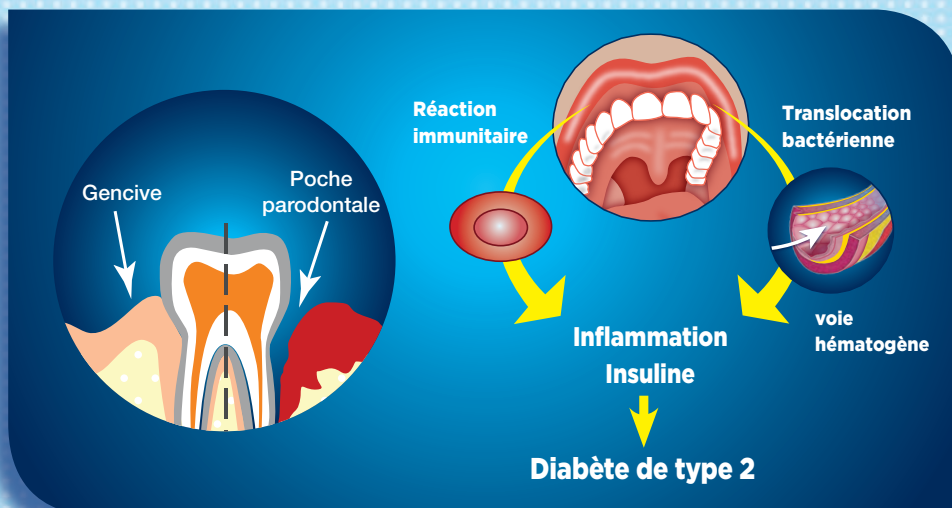 Gencive
Poche
parodontale
Réaction
immunitaire
Translocation
bactérienne
voie
hématogène
Inflammation
Insuline
Diabète de type 2